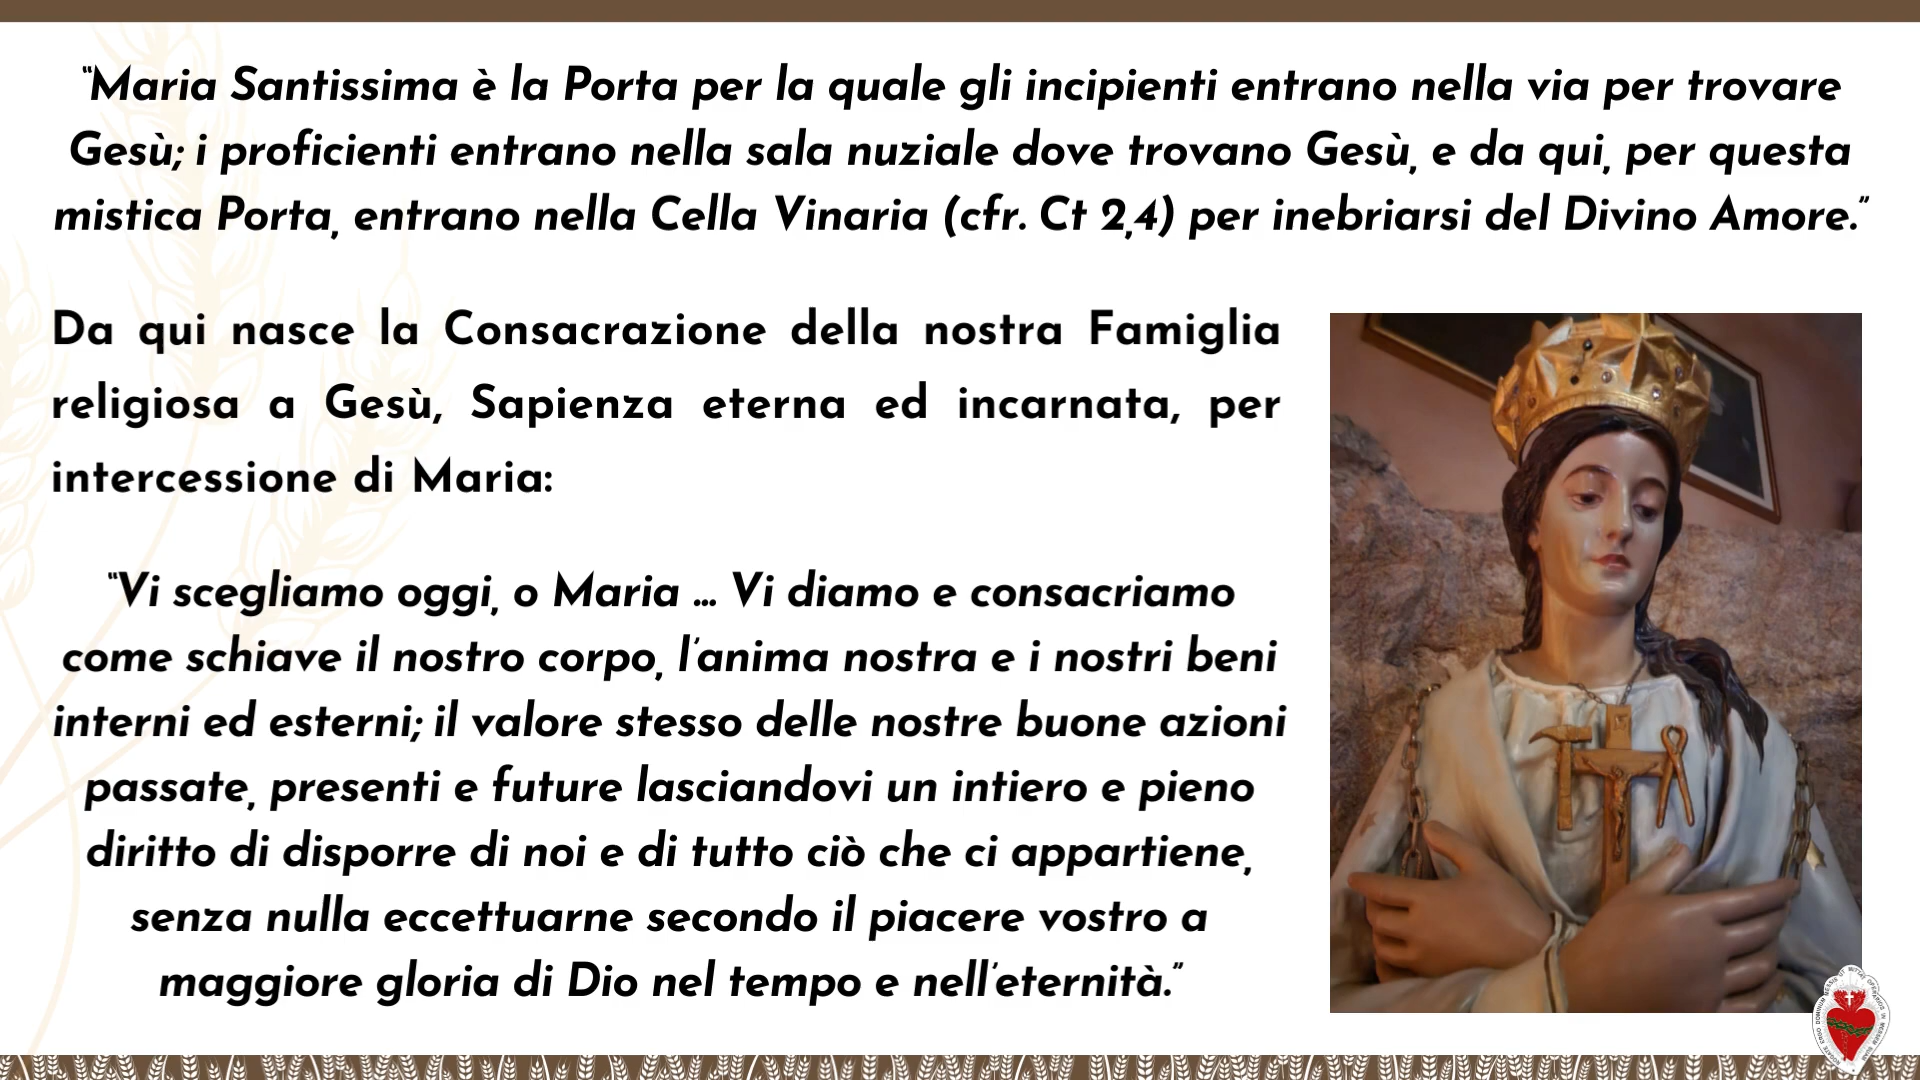 “Maria Santissima è la Porta per la quale gli incipienti entrano nella via per trovare
Gesù; i proficienti entrano nella sala nuziale dove trovano Gesù, e da qui, per questa
mistica Porta, entrano nella Cella Vinaria (cfr. Ct 2,4) per inebriarsi del Divino Amore.”
Da qui nasce la Consacrazione della nostra Famiglia
religiosa a Gesù, Sapienza eterna ed incarnata, per
intercessione di Maria:
“Vi scegliamo oggi, o Maria ... Vi diamo e consacriamo
come schiave il nostro corpo, l’anima nostra e i nostri beni
interni ed esterni; il valore stesso delle nostre buone azioni
passate, presenti e future lasciandovi un intiero e pieno
diritto di disporre di noi e di tutto ciò che ci appartiene,
senza nulla eccettuarne secondo il piacere vostro a
maggiore gloria di Dio nel tempo e nell’eternità.”